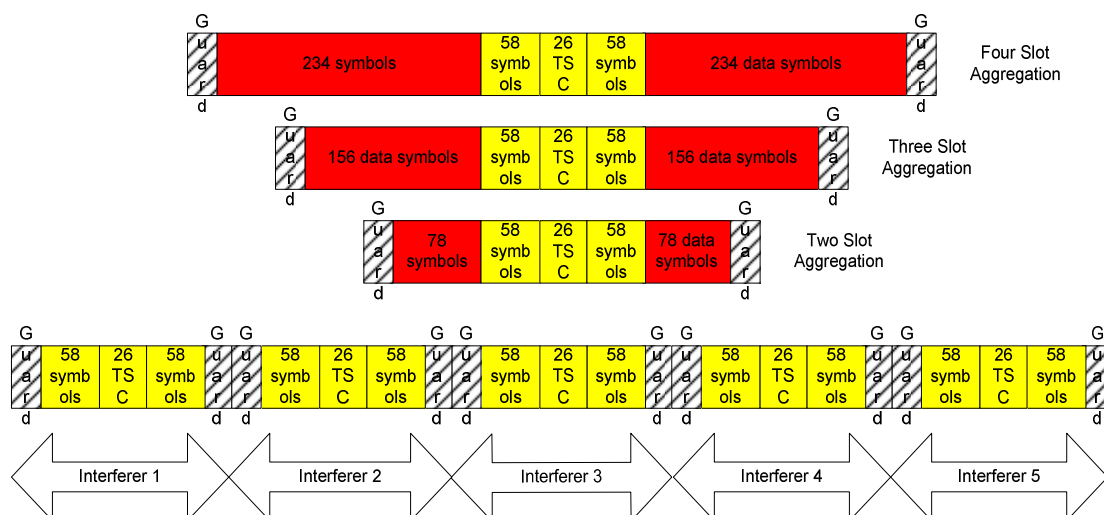 G
u
a
r
d
234 symbols
58
symb
ols
26
TS
C
58
symb
ols
234 data symbols
G
u
a
r
d
Four Slot
Aggregation
G
u
a
r
d
156 data symbols
58
symb
ols
26
TS
C
58
symb
ols
156 data symbols
G
u
a
r
d
Three Slot
Aggregation
G
u
a
r
d
78
symbols
58
symb
ols
26
TS
C
58
symb
ols
78 data
symbols
G
u
a
r
d
Two Slot
Aggregation
G
u
a
r
d
58
symb
ols
26
TS
C
58
symb
ols
G
u
a
r
d
G
u
a
r
d
58
symb
ols
26
TS
C
58
symb
ols
G
u
a
r
d
G
u
a
r
d
58
symb
ols
26
TS
C
58
symb
ols
G
u
a
r
d
G
u
a
r
d
58
symb
ols
26
TS
C
58
symb
ols
G
u
a
r
d
G
u
a
r
d
58
symb
ols
26
TS
C
58
symb
ols
G
u
a
r
d
Interferer 1
Interferer 2
Interferer 3
Interferer 4
Interferer 5